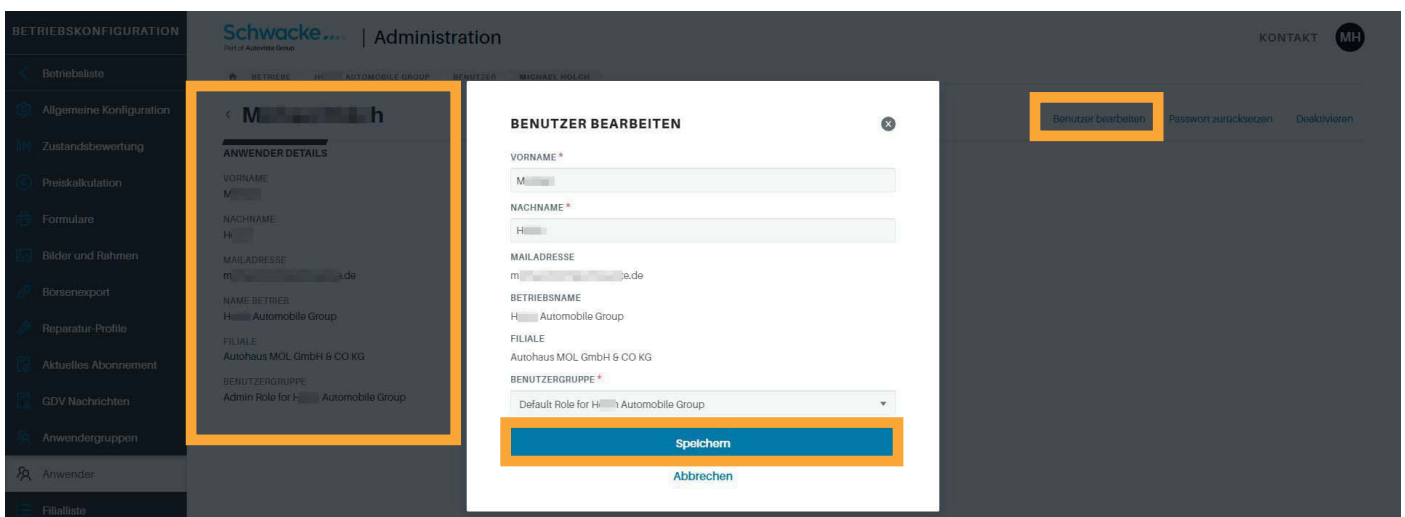 BETRIEBSKONFIGURATION
Betriebsliste
Allgemeine Konfiguration
Zustandsbewertung
Preiskalkulation
Formulare
Bilder und Rahmen
Börsenexport
Reparatur-Profile
Aktuelles Abonnement
GDV Nachrichten
Anwendergruppen
Anwender
Filialliste
Schwacke
Part of Autovista Group
| Administration
KONTAKT MH
BETRIEBE H AUTOMOBILE GROUP BENUTZER MICHAEL HOLCH
< M h
Benutzer bearbeiten Passwort zurücksetzen Deaktivieren
ANWENDER DETAILS
VORNAME
M
NACHNAME
H
MAILADRESSE
m .de
NAME BETRIEB
H Automobile Group
FILIALE
Autohaus MOL GmbH & CO KG
BENUTZERGRUPPE
Admin Role for H Automobile Group
BENUTZER BEARBEITEN
VORNAME *
M
NACHNAME *
H
MAILADRESSE
m e.de
BETRIEBSNAME
H Automobile Group
FILIALE
Autohaus MOL GmbH & CO KG
BENUTZERGRUPPE *
Default Role for H Automobile Group
Speichern
Abbrechen